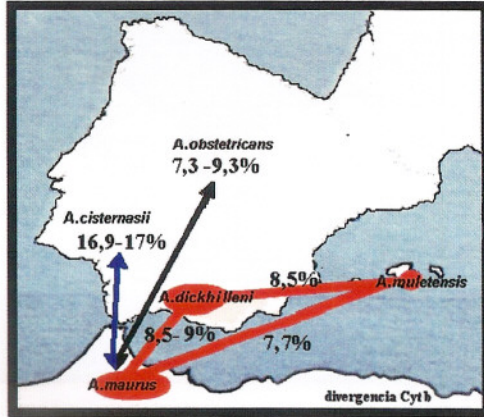 A.obstetricans
7,3 -9,3%
A.cisternasii
16,9-17%
8,5%
A.muletensis
A.dickhilleni
8,5- 9%
7,7%
A.maurus
divergencia Cytb